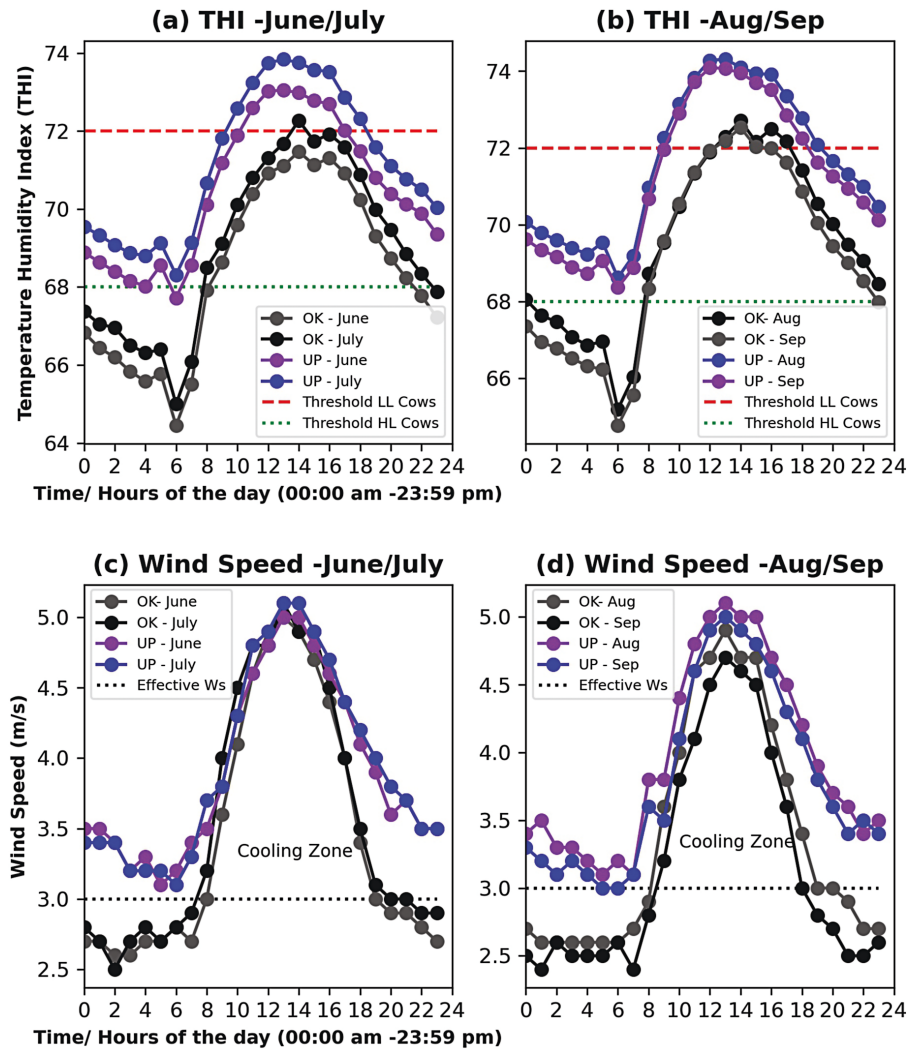 (a) THI -June/July
Temperature Humidity Index (THI)
74
72
70
68
66
64
OK - June
OK - July
UP - June
UP - July
Threshold LL Cows
Threshold HL Cows
0 2 4 6 8 10 12 14 16 18 20 22 24
Time/ Hours of the day (00:00 am -23:59 pm)
(b) THI -Aug/Sep
74
72
70
68
66
OK- Aug
OK - Sep
UP - Aug
UP - Sep
Threshold LL Cows
Threshold HL Cows
0 2 4 6 8 10 12 14 16 18 20 22 24
(c) Wind Speed -June/July
Wind Speed (m/s)
5.0
4.5
4.0
3.5
3.0
2.5
OK- June
OK - July
UP - June
UP - July
Effective Ws
Cooling Zone
0 2 4 6 8 10 12 14 16 18 20 22 24
Time/ Hours of the day (00:00 am -23:59 pm)
(d) Wind Speed -Aug/Sep
5.0
4.5
4.0
3.5
3.0
2.5
OK- Aug
OK - Sep
UP - Aug
UP - Sep
Effective Ws
Cooling Zone
0 2 4 6 8 10 12 14 16 18 20 22 24